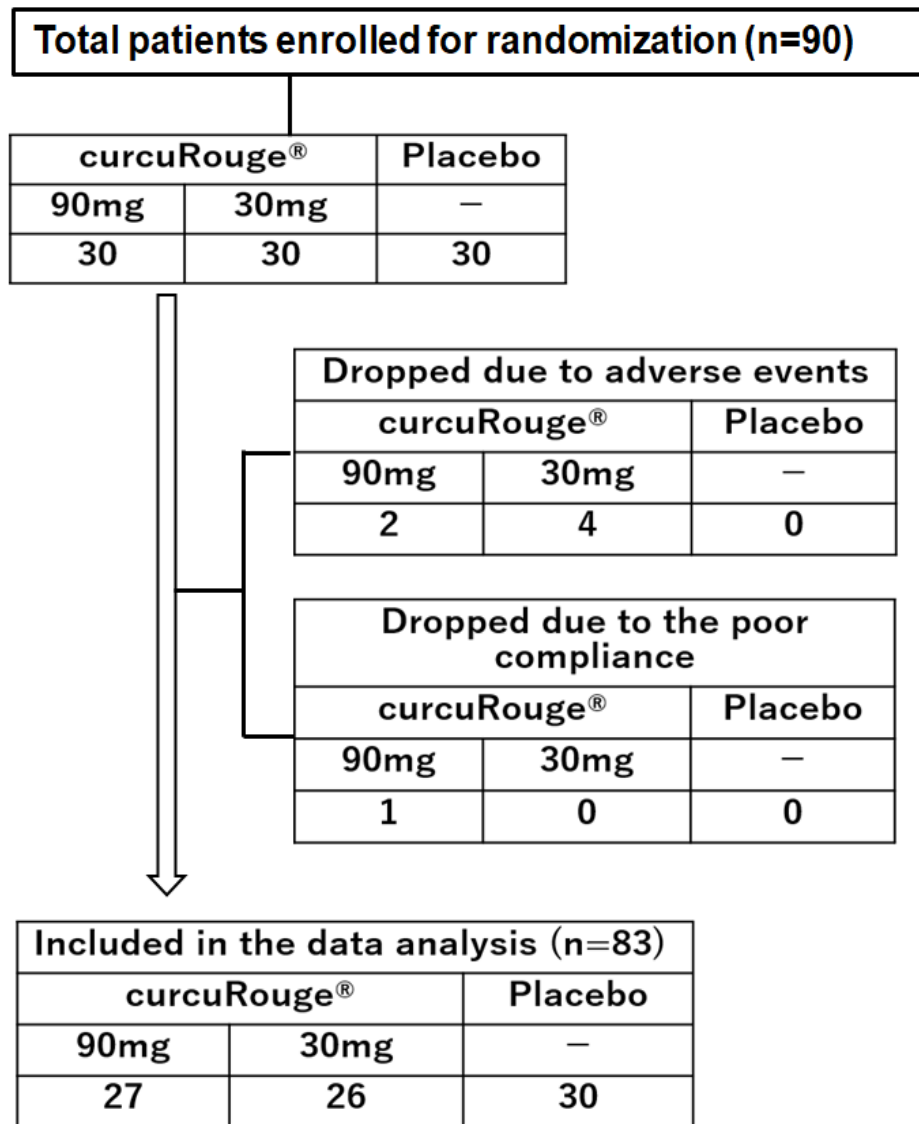 Total patients enrolled for randomization (n=90)
curcuRouge® Placebo
90mg 30mg –
30 30 30
Dropped due to adverse events
curcuRouge® Placebo
90mg 30mg –
2 4 0
Dropped due to the poor
compliance
curcuRouge® Placebo
90mg 30mg –
1 0 0
Included in the data analysis (n=83)
curcuRouge® Placebo
90mg 30mg –
27 26 30